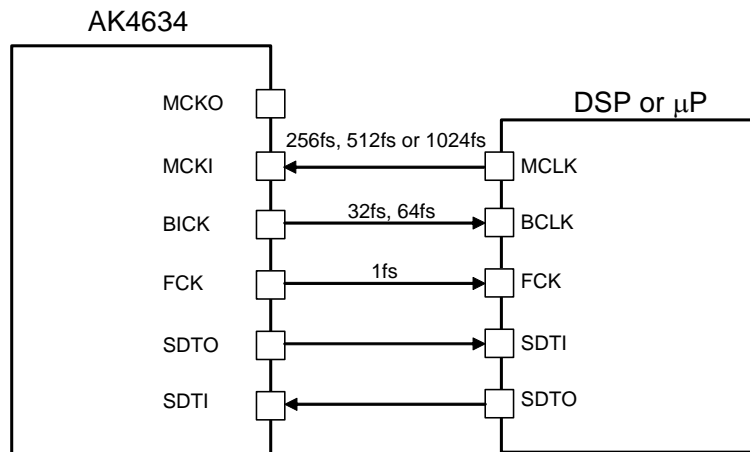 AK4634
DSP or μP
MCKO
256fs, 512fs or 1024fs
MCKI
MCLK
32fs, 64fs
BICK
BCLK
1fs
FCK
FCK
SDTO
SDTI
SDTI
SDTO